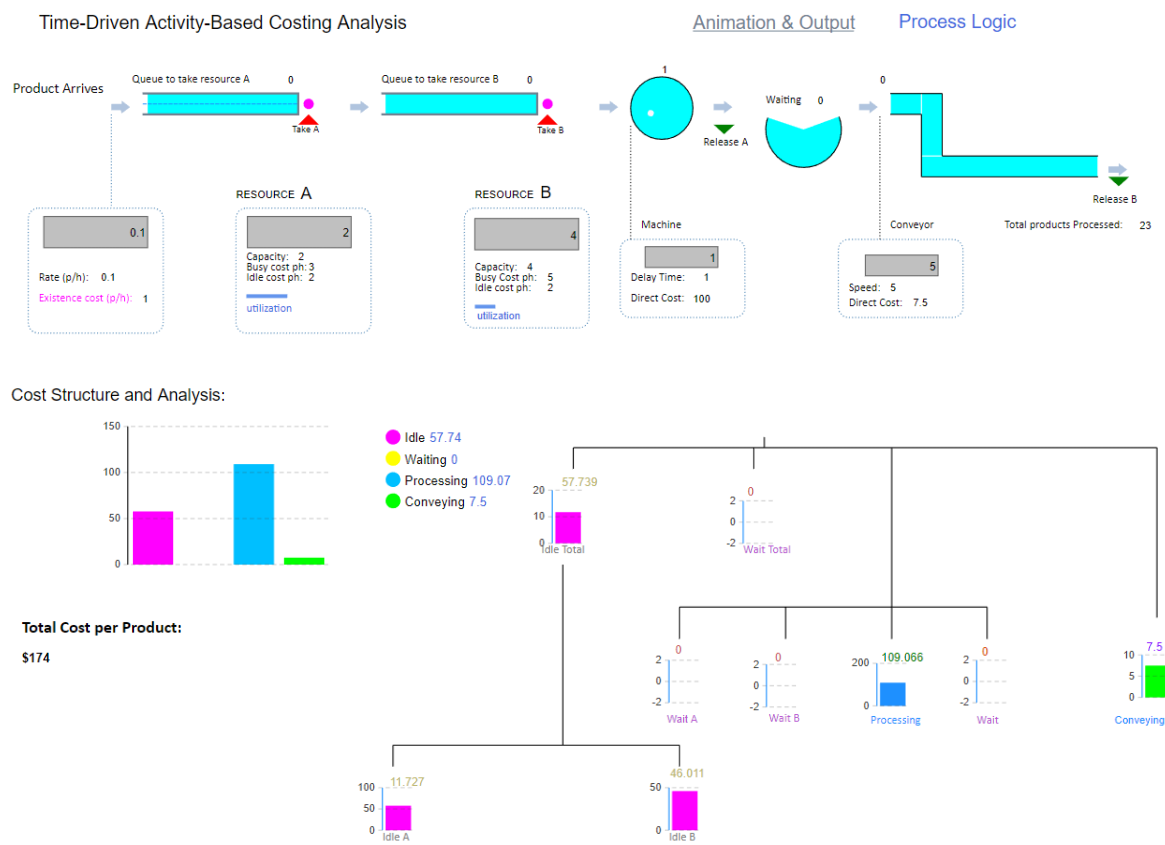 Time-Driven Activity-Based Costing Analysis
Animation & Output
Process Logic
Product Arrives
Queue to take resource A 0
Take A
Queue to take resource B 0
Take B
1
Release A
Waiting 0
0
Release B
Total products Processed: 23
0.1
Rate (p/h): 0.1
Existence cost (p/h): 1
RESOURCE A
2
Capacity: 2
Busy cost ph: 3
Idle cost ph: 2
utilization
RESOURCE B
4
Capacity: 4
Busy Cost ph: 5
Idle cost ph: 2
utilization
Machine
1
Delay Time: 1
Direct Cost: 100
Conveyor
5
Speed: 5
Direct Cost: 7.5
Cost Structure and Analysis:
150
100
50
0
Idle 57.74
Waiting 0
Processing 109.07
Conveying 7.5
Total Cost per Product:
$174
57.739
20
10
0
Idle Total
0
2
0
-2
Wait Total
0
2
0
-2
Wait A
0
2
0
-2
Wait B
109.066
200
0
Processing
0
2
0
-2
Wait
7.5
10
5
0
Conveying
11.727
100
50
0
Idle A
46.011
50
0
Idle B